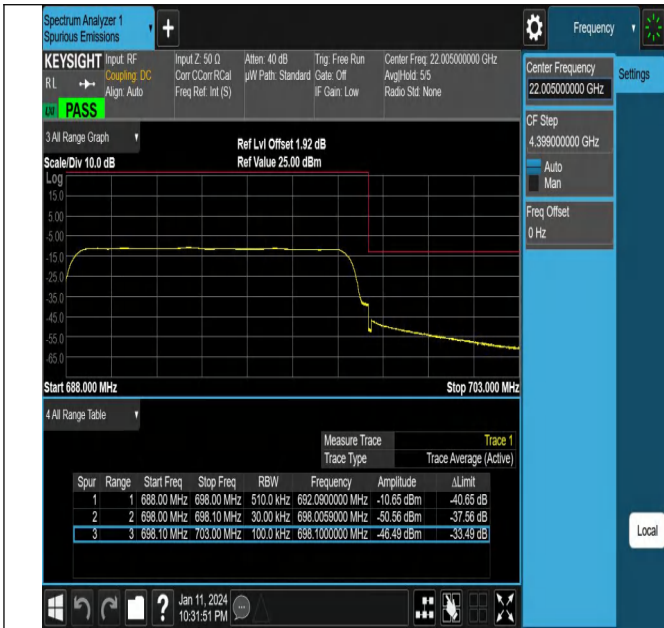 Spectrum Analyzer 1
Spurious Emissions
Frequency
KEYSIGHT
RL
PASS
Input: RF
Coupling: DC
Align: Auto
Input Z: 50 Ω
Corr CCorr RCal
Freq Ref: Int (S)
Atten: 40 dB
µW Path: Standard
Trig: Free Run
Gate: Off
IF Gain: Low
Center Freq: 22.005000000 GHz
Avg|Hold: 5/5
Radio Std: None
Center Frequency
22.005000000 GHz
Settings
CF Step
4.399000000 GHz
Auto
Man
Freq Offset
0 Hz
3 All Range Graph
Scale/Div 10.0 dB
Ref Lvl Offset 1.92 dB
Ref Value 25.00 dBm
Log
15.0
5.00
-5.00
-15.0
-25.0
-35.0
-45.0
-55.0
-65.0
Start 688.000 MHz
Stop 703.000 MHz
4 All Range Table
Measure Trace Trace 1
Trace Type Trace Average (Active)
Spur Range Start Freq Stop Freq RBW Frequency Amplitude ΔLimit
1 1 688.00 MHz 698.00 MHz 510.0 kHz 692.0900000 MHz -10.65 dBm -40.65 dB
2 2 698.00 MHz 698.10 MHz 30.00 kHz 698.0059000 MHz -50.56 dBm -37.56 dB
3 3 698.10 MHz 703.00 MHz 100.0 kHz 698.1000000 MHz -46.49 dBm -33.49 dB
Local
Jan 11, 2024
10:31:51 PM